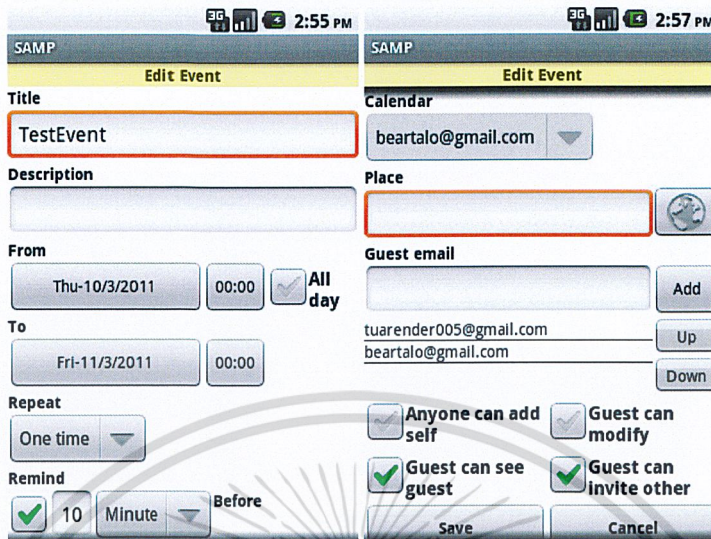 3G 2:55 PM
SAMP
Edit Event
Title
TestEvent
Description
From
Thu-10/3/2011 00:00 All day
To
Fri-11/3/2011 00:00
Repeat
One time
Remind
10 Minute Before
3G 2:57 PM
SAMP
Edit Event
Calendar
beartalo@gmail.com
Place
Guest email
Add
tuarender005@gmail.com
Up
beartalo@gmail.com
Down
Anyone can add self
Guest can modify
Guest can see guest
Guest can invite other
Save Cancel